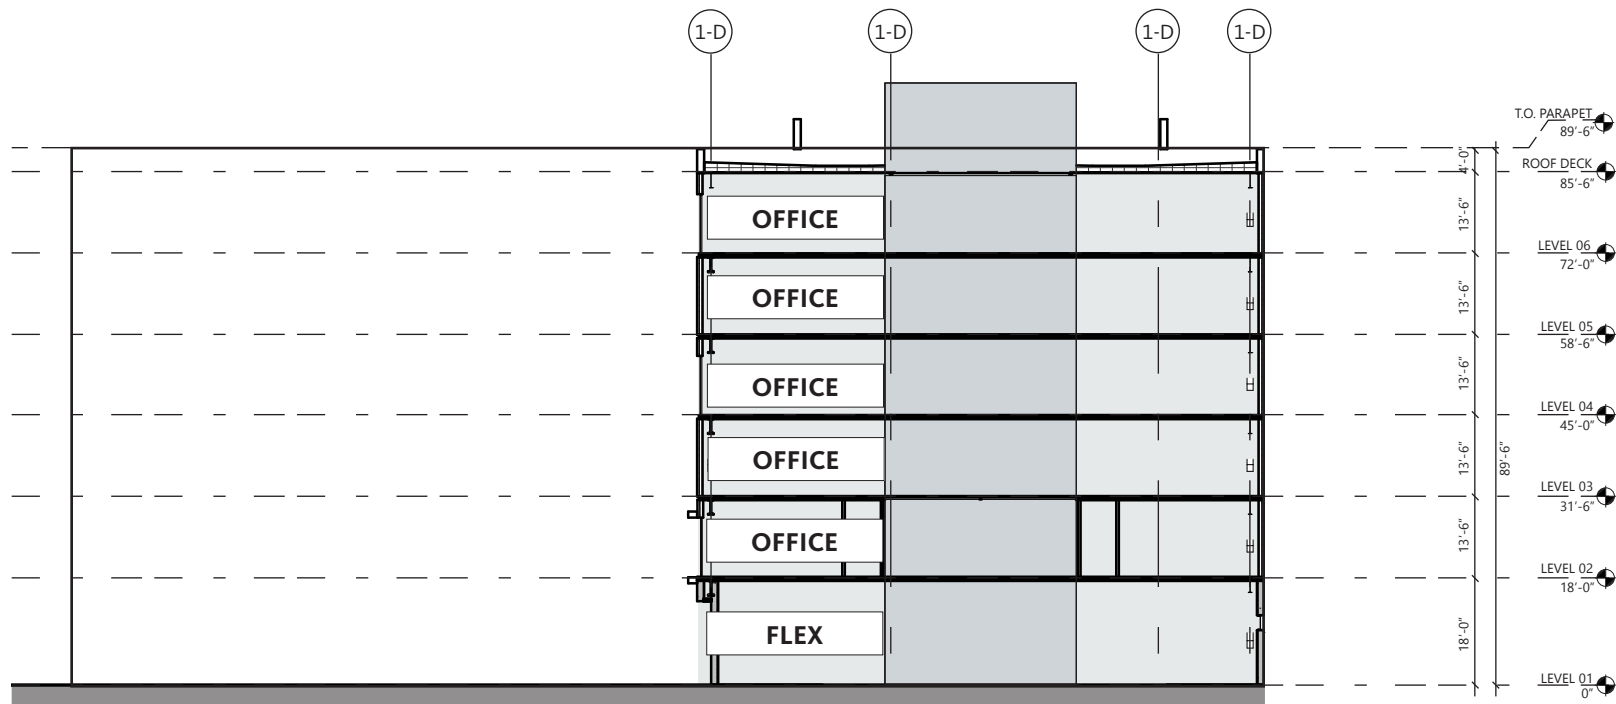 1-D
1-D
1-D
1-D
T.O. PARAPET
89'-6"
4'-0"
ROOF DECK
85'-6"
OFFICE
13'-6"
LEVEL 06
72'-0"
OFFICE
13'-6"
LEVEL 05
58'-6"
OFFICE
13'-6"
LEVEL 04
45'-0"
OFFICE
13'-6"
89'-6"
LEVEL 03
31'-6"
OFFICE
13'-6"
LEVEL 02
18'-0"
FLEX
18'-0"
LEVEL 01
0"